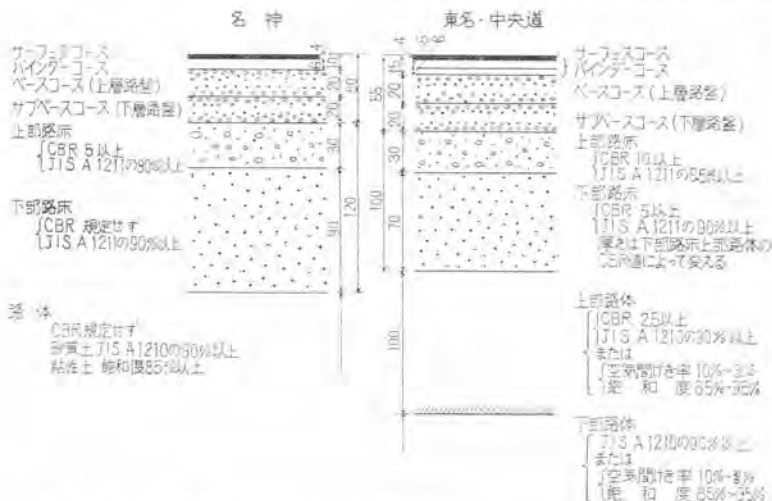 名 神
東名・中央道
サーフェスコース
バインダーコース
ベースコース(上層路盤)
サブベースコース(下層路盤)
上部路床
CBR 5以上
JIS A 1211の90%以上
下部路床
CBR 規定せず
JIS A 1211の90%以上
路 体
CBR規定せず
砂質土 JIS A 1210の90%以上
粘性土 飽和度85%以上
4
10
20
20
30
90
50
120
4
15
20
20
30
70
55
100
100
サーフェスコース
バインダーコース
ベースコース(上層路盤)
サブベースコース(下層路盤)
上部路床
CBR 10以上
JIS A 1211の95%以上
下部路床
CBR 5以上
JIS A 1211の90%以上
厚さは下部路床上部路体の
によって変える
上部路体
CBR 2.5以上
JIS A 1210の90%以上
または
空気間げき率 10%~
飽 和 度 85%~95%
下部路体
JIS A 1210の90%以上
または
空気間げき率 10%~
飽 和 度 85%~95%